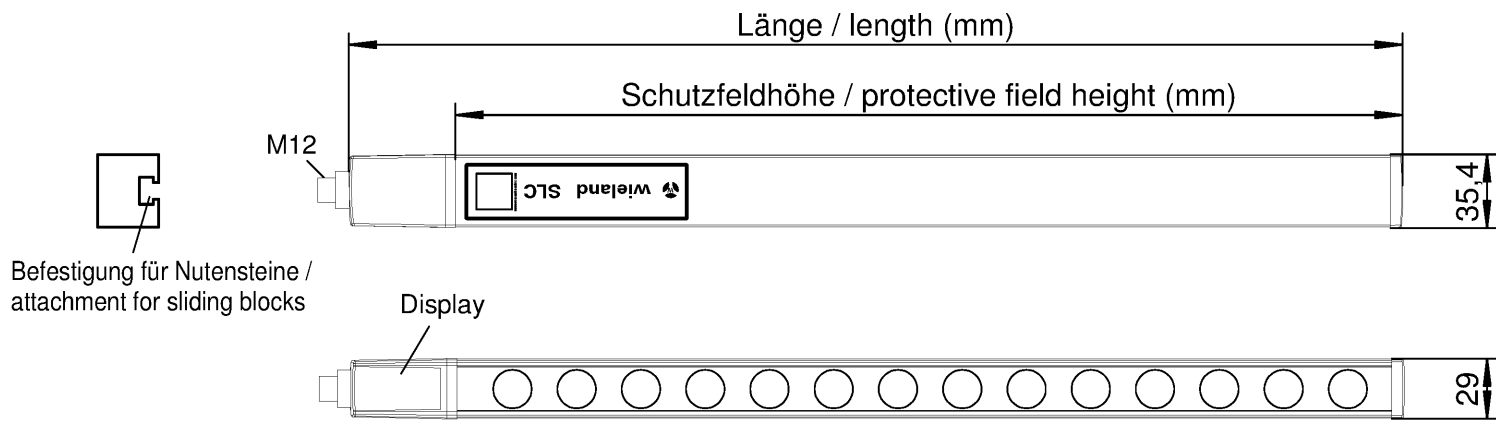 Länge / length (mm)
Schutzfeldhöhe / protective field height (mm)
M12
wieland SLC
35,4
Befestigung für Nutensteine /
attachment for sliding blocks
Display
29